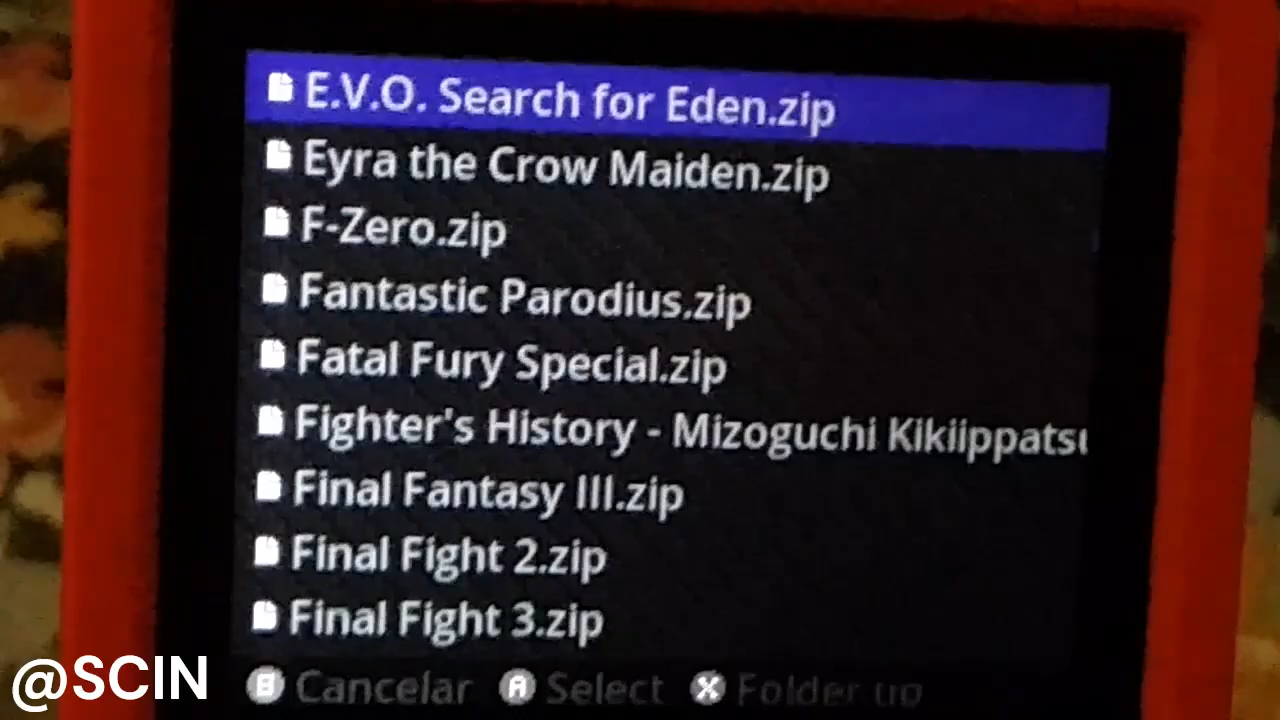 E.V.O. Search for Eden.zip
Eyra the Crow Maiden.zip
F-Zero.zip
Fantastic Parodius.zip
Fatal Fury Special.zip
Fighter's History - Mizoguchi Kikiippatsu
Final Fantasy III.zip
Final Fight 2.zip
Final Fight 3.zip
B Cancelar A Select X Folder up
@SCIN